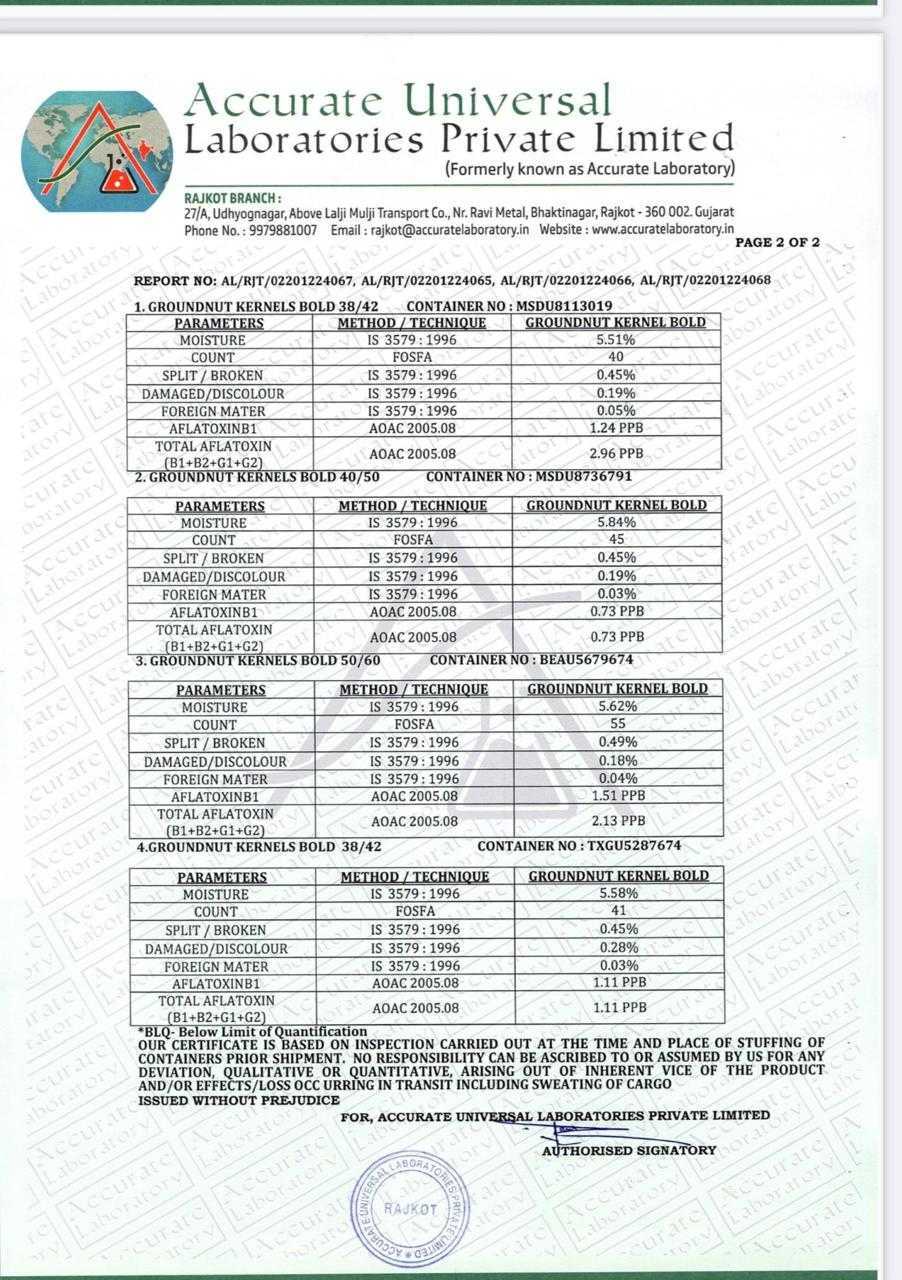 Accurate Universal
Laboratories Private Limited
(Formerly known as Accurate Laboratory)
RAJKOT BRANCH :
27/A, Udhyognagar, Above Lalji Mulji Transport Co., Nr. Ravi Metal, Bhaktinagar, Rajkot - 360 002. Gujarat
Phone No. : 9979881007 Email : rajkot@accuratelaboratory.in Website : www.accuratelaboratory.in
PAGE 2 OF 2
REPORT NO: AL/RJT/02201224067, AL/RJT/02201224065, AL/RJT/02201224066, AL/RJT/02201224068
1. GROUNDNUT KERNELS BOLD 38/42 CONTAINER NO : MSDU8113019
PARAMETERS METHOD / TECHNIQUE GROUNDNUT KERNEL BOLD
MOISTURE IS 3579 : 1996 5.51%
COUNT FOSFA 40
SPLIT / BROKEN IS 3579 : 1996 0.45%
DAMAGED/DISCOLOUR IS 3579 : 1996 0.19%
FOREIGN MATER IS 3579 : 1996 0.05%
AFLATOXINB1 AOAC 2005.08 1.24 PPB
TOTAL AFLATOXIN
(B1+B2+G1+G2) AOAC 2005.08 2.96 PPB
2. GROUNDNUT KERNELS BOLD 40/50 CONTAINER NO : MSDU8736791
PARAMETERS METHOD / TECHNIQUE GROUNDNUT KERNEL BOLD
MOISTURE IS 3579 : 1996 5.84%
COUNT FOSFA 45
SPLIT / BROKEN IS 3579 : 1996 0.45%
DAMAGED/DISCOLOUR IS 3579 : 1996 0.19%
FOREIGN MATER IS 3579 : 1996 0.03%
AFLATOXINB1 AOAC 2005.08 0.73 PPB
TOTAL AFLATOXIN
(B1+B2+G1+G2) AOAC 2005.08 0.73 PPB
3. GROUNDNUT KERNELS BOLD 50/60 CONTAINER NO : BEAU5679674
PARAMETERS METHOD / TECHNIQUE GROUNDNUT KERNEL BOLD
MOISTURE IS 3579 : 1996 5.62%
COUNT FOSFA 55
SPLIT / BROKEN IS 3579 : 1996 0.49%
DAMAGED/DISCOLOUR IS 3579 : 1996 0.18%
FOREIGN MATER IS 3579 : 1996 0.04%
AFLATOXINB1 AOAC 2005.08 1.51 PPB
TOTAL AFLATOXIN
(B1+B2+G1+G2) AOAC 2005.08 2.13 PPB
4.GROUNDNUT KERNELS BOLD 38/42 CONTAINER NO : TXGU5287674
PARAMETERS METHOD / TECHNIQUE GROUNDNUT KERNEL BOLD
MOISTURE IS 3579 : 1996 5.58%
COUNT FOSFA 41
SPLIT / BROKEN IS 3579 : 1996 0.45%
DAMAGED/DISCOLOUR IS 3579 : 1996 0.28%
FOREIGN MATER IS 3579 : 1996 0.03%
AFLATOXINB1 AOAC 2005.08 1.11 PPB
TOTAL AFLATOXIN
(B1+B2+G1+G2) AOAC 2005.08 1.11 PPB
*BLQ- Below Limit of Quantification
OUR CERTIFICATE IS BASED ON INSPECTION CARRIED OUT AT THE TIME AND PLACE OF STUFFING OF
CONTAINERS PRIOR SHIPMENT. NO RESPONSIBILITY CAN BE ASCRIBED TO OR ASSUMED BY US FOR ANY
DEVIATION, QUALITATIVE OR QUANTITATIVE, ARISING OUT OF INHERENT VICE OF THE PRODUCT
AND/OR EFFECTS/LOSS OCC URRING IN TRANSIT INCLUDING SWEATING OF CARGO
ISSUED WITHOUT PREJUDICE
FOR, ACCURATE UNIVERSAL LABORATORIES PRIVATE LIMITED
AUTHORISED SIGNATORY
ACCURATE UNIVERSAL LABORATORIES PRIVATE LIMITED
RAJKOT